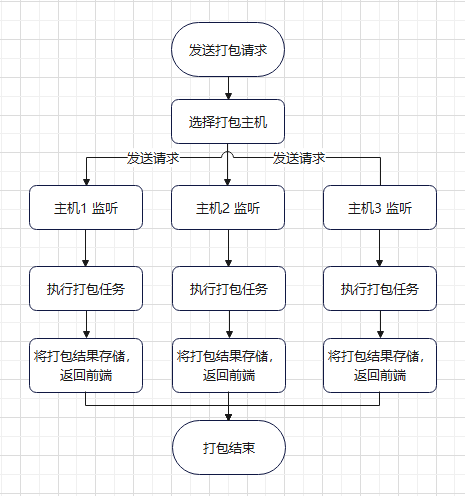 发送打包请求
选择打包主机
发送请求
发送请求
主机1 监听
主机2 监听
主机3 监听
执行打包任务
执行打包任务
执行打包任务
将打包结果存储，
返回前端
将打包结果存储，
返回前端
将打包结果存储，
返回前端
打包结束